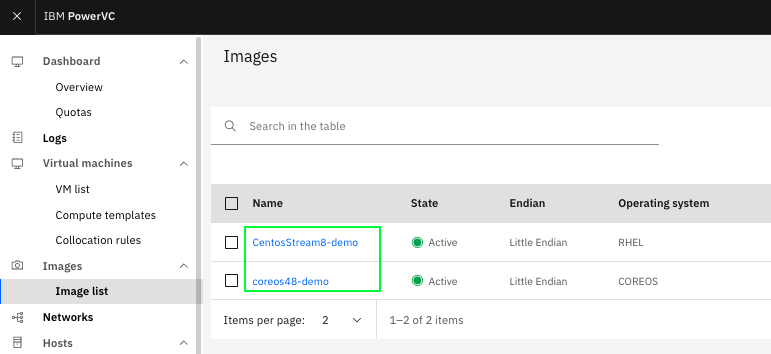 IBM PowerVC
Dashboard
Overview
Quotas
Logs
Virtual machines
VM list
Compute templates
Collocation rules
Images
Image list
Networks
Hosts
Images
Search in the table
Name State Endian Operating system
CentosStream8-demo Active Little Endian RHEL
coreos48-demo Active Little Endian COREOS
Items per page: 2 1–2 of 2 items